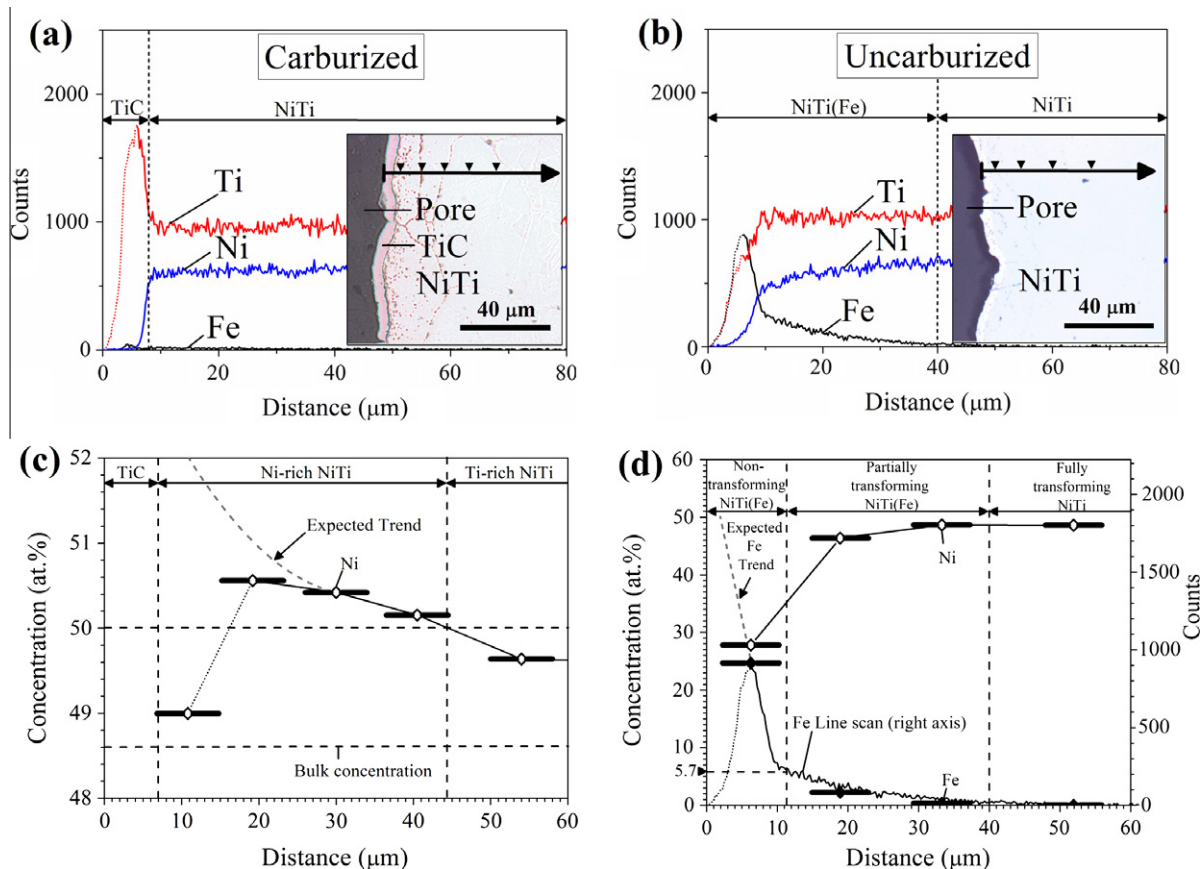 (a)
Carburized
TiC
NiTi
2000
1000
0
Counts
Ti
Ni
Fe
Pore
TiC
NiTi
40 μm
0 20 40 60 80
Distance (μm)
(b)
Uncarburized
NiTi(Fe)
NiTi
2000
1000
0
Counts
Ti
Ni
Fe
Pore
NiTi
40 μm
0 20 40 60 80
Distance (μm)
(c)
52
51
50
49
48
Concentration (at.%)
TiC
Ni-rich NiTi
Ti-rich NiTi
Expected Trend
Ni
Bulk concentration
0 10 20 30 40 50 60
Distance (μm)
(d)
60
50
40
30
20
10
5.7
0
Concentration (at.%)
Non-
transforming
NiTi(Fe)
Partially
transforming
NiTi(Fe)
Fully
transforming
NiTi
Expected
Fe
Trend
Ni
Fe Line scan (right axis)
Fe
2000
1500
1000
500
0
Counts
0 10 20 30 40 50 60
Distance (μm)